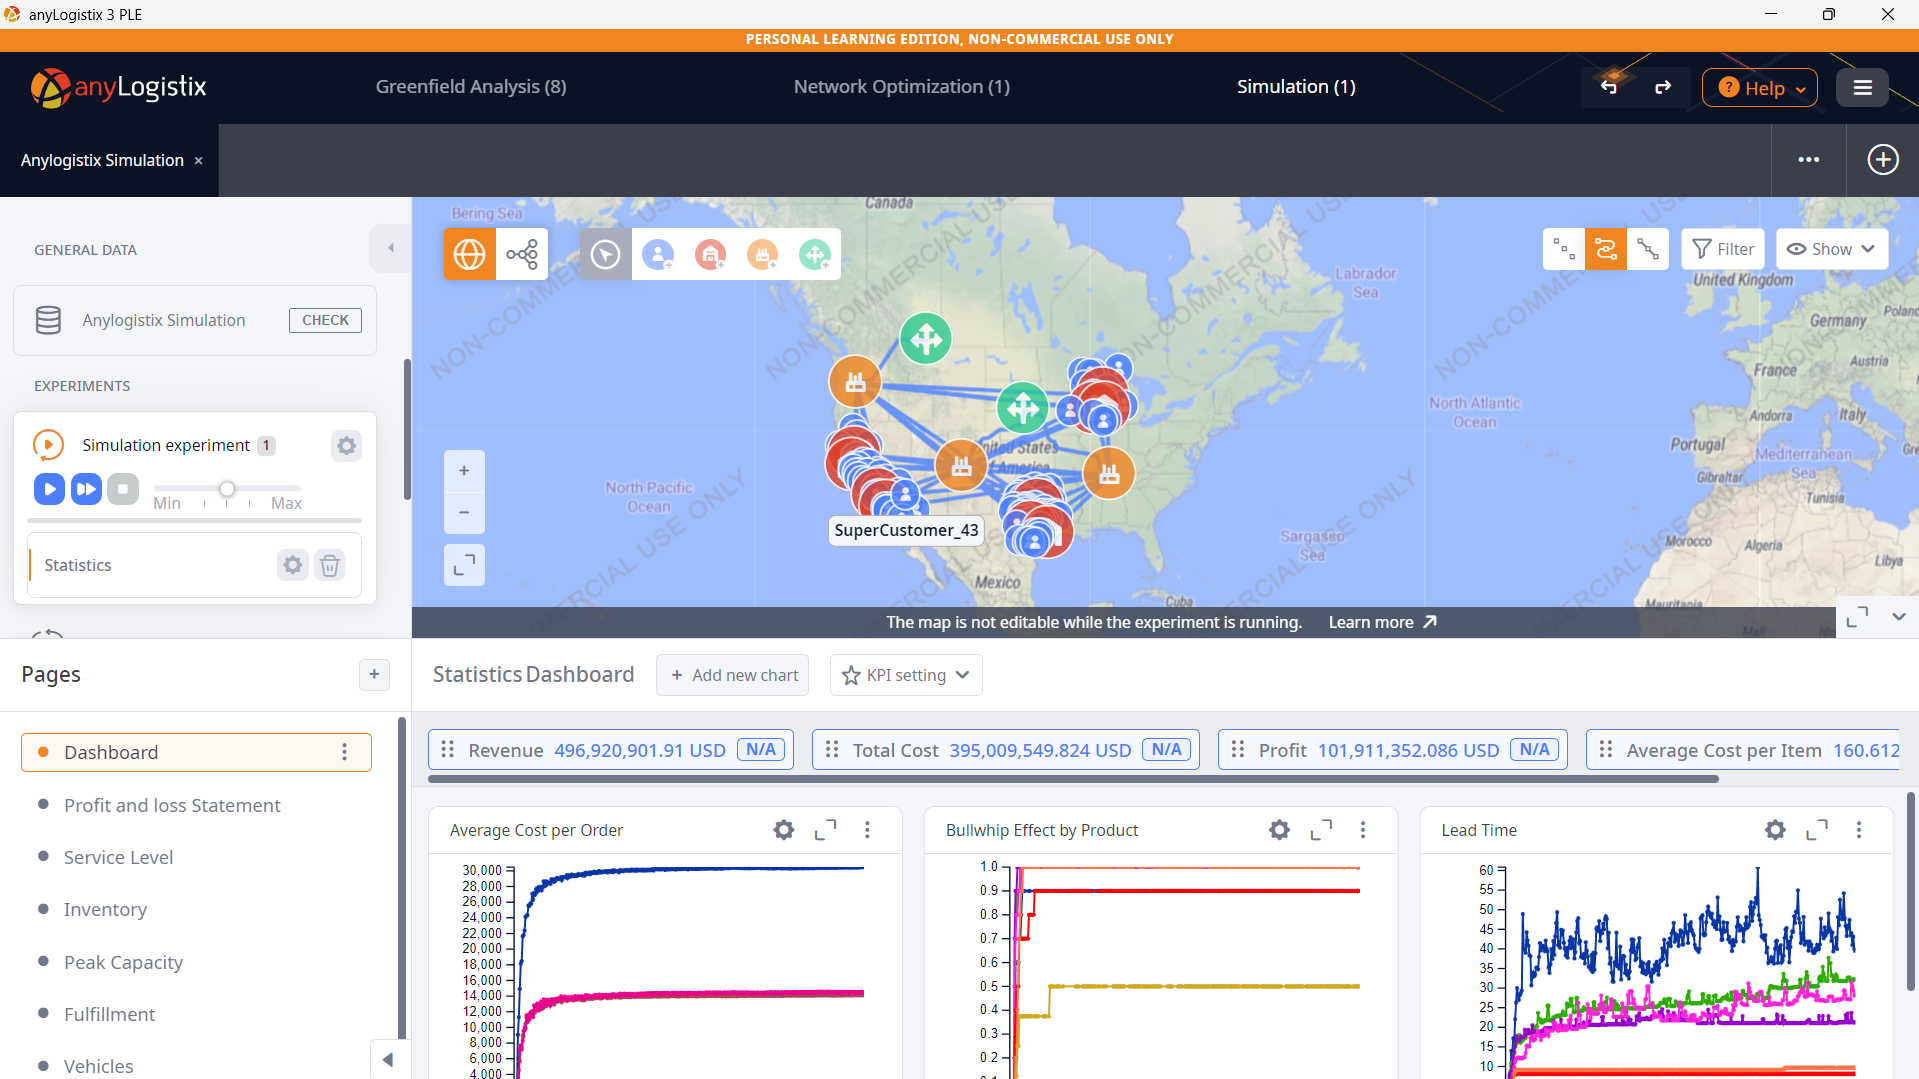 anyLogistix 3 PLE
PERSONAL LEARNING EDITION, NON-COMMERCIAL USE ONLY
anyLogistix
Greenfield Analysis (8)
Network Optimization (1)
Simulation (1)
? Help
Anylogistix Simulation ×
GENERAL DATA
Anylogistix Simulation
CHECK
EXPERIMENTS
Simulation experiment 1
Min
Max
Statistics
Filter
Show
Canada
Bering Sea
Labrador
Sea
United Kingdom
Poland
Germany
Austria
France
Andorra
Italy
Portugal
Gibraltar
Mediterranean
Sea
Tunisia
Morocco
Algeria
Libya
Mauritania
Mali
North Atlantic
Ocean
United States
America
North Pacific
Ocean
Sargasso
Sea
SuperCustomer_43
Mexico
Cuba
NON-COMMERCIAL USE ONLY
The map is not editable while the experiment is running.
Learn more
Pages
+
Statistics Dashboard
+ Add new chart
KPI setting
Dashboard
Profit and loss Statement
Service Level
Inventory
Peak Capacity
Fulfillment
Vehicles
Revenue 496,920,901.91 USD N/A
Total Cost 395,009,549.824 USD N/A
Profit 101,911,352.086 USD N/A
Average Cost per Item 160.612
Average Cost per Order
30,000
28,000
26,000
24,000
22,000
20,000
18,000
16,000
14,000
12,000
10,000
8,000
6,000
4,000
Bullwhip Effect by Product
1.0
0.9
0.8
0.7
0.6
0.5
0.4
0.3
0.2
Lead Time
60
55
50
45
40
35
30
25
20
15
10